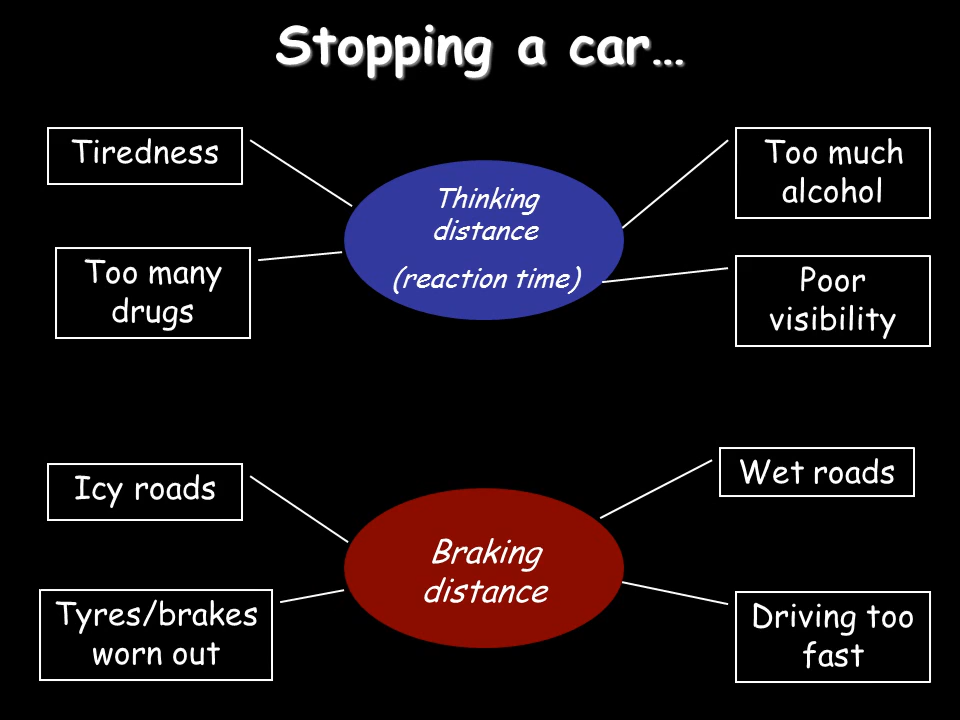 Stopping a car…
Tiredness
Too many
drugs
Thinking
distance
(reaction time)
Too much
alcohol
Poor
visibility
Icy roads
Tyres/brakes
worn out
Braking
distance
Wet roads
Driving too
fast